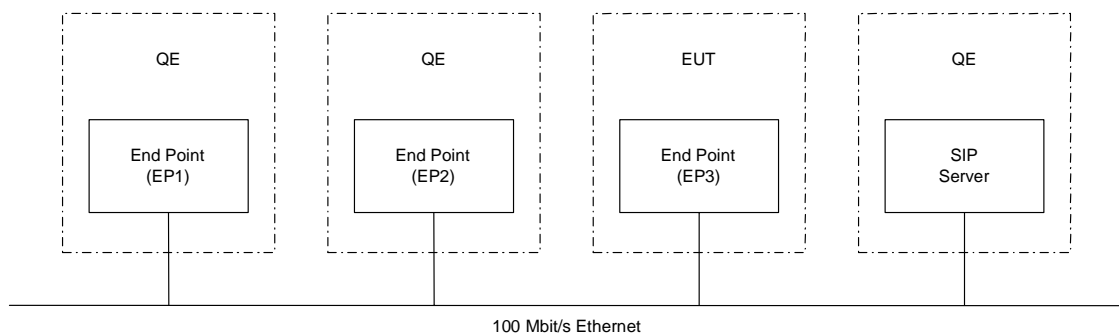 QE
QE
EUT
QE
End Point
(EP1)
End Point
(EP2)
End Point
(EP3)
SIP
Server
100 Mbit/s Ethernet